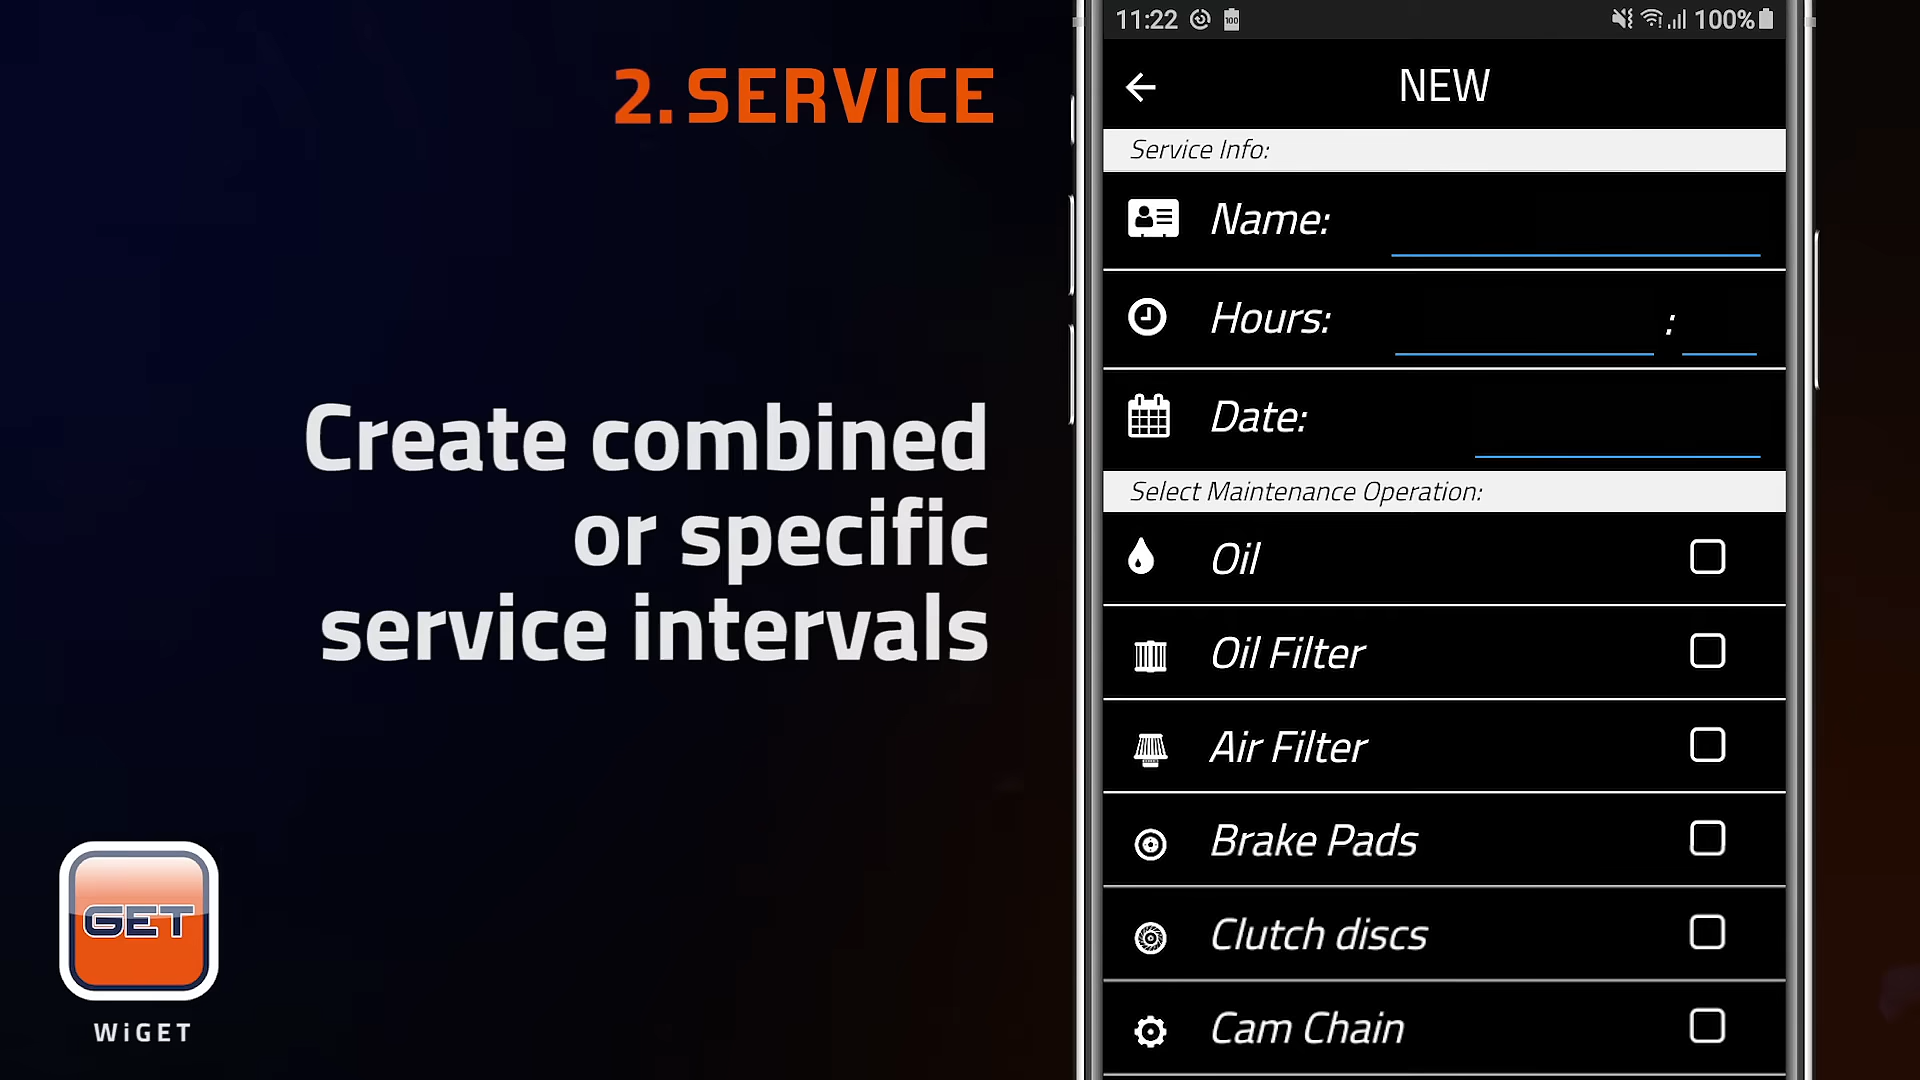 2. SERVICE
Create combined
or specific
service intervals
GET
WiGET
11:22
100
100%
NEW
Service Info:
Name:
Hours:
:
Date:
Select Maintenance Operation:
Oil
Oil Filter
Air Filter
Brake Pads
Clutch discs
Cam Chain